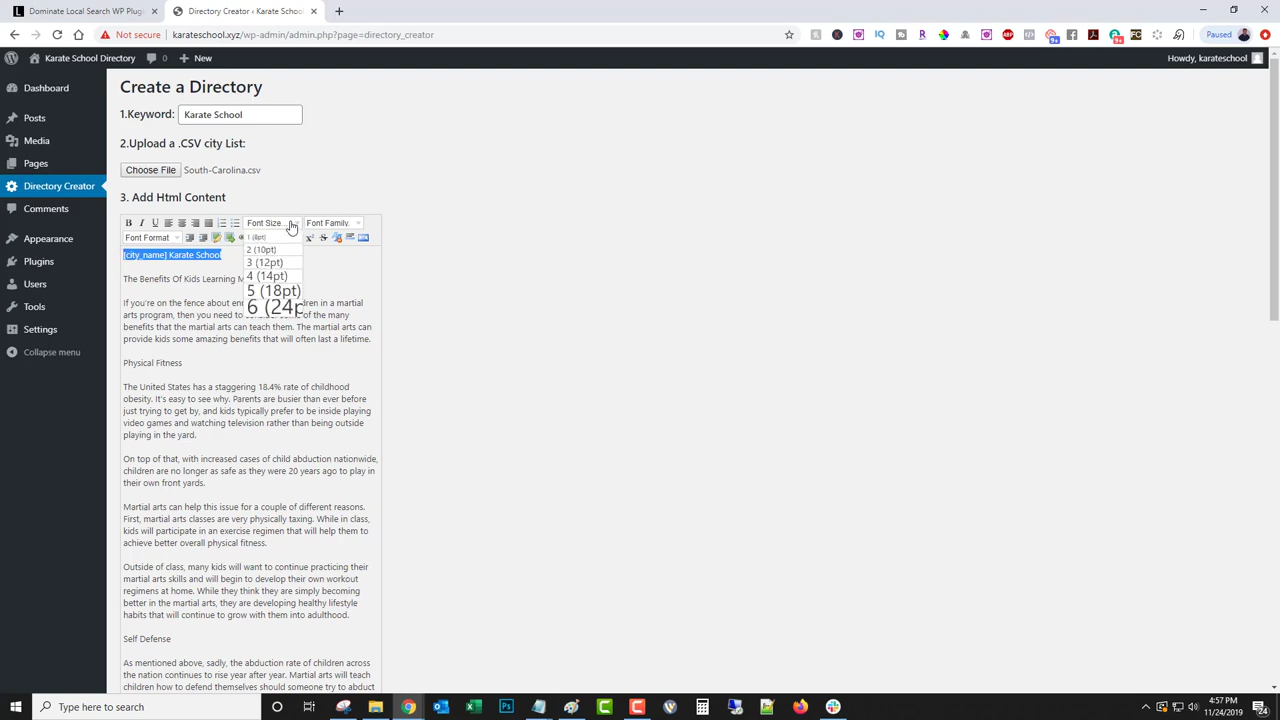 Dominate Local Search WP Plugi
Directory Creator ‹ Karate School
Not secure
karateschool.xyz/wp-admin/admin.php?page=directory_creator
Paused
Karate School Directory
0
New
Howdy, karateschool
Dashboard
Posts
Media
Pages
Directory Creator
Comments
Appearance
Plugins
Users
Tools
Settings
Collapse menu
Create a Directory
1.Keyword:
Karate School
2.Upload a .CSV city List:
Choose File
South-Carolina.csv
3. Add Html Content
Font Size...
Font Family.
Font Format
1 (8pt)
2 (10pt)
3 (12pt)
4 (14pt)
5 (18pt)
6 (24p
[city_name] Karate School
The Benefits Of Kids Learning M
If you're on the fence about enr
dren in a martial
arts program, then you need to
some of the many
benefits that the martial arts can teach them. The martial arts can
provide kids some amazing benefits that will often last a lifetime.
Physical Fitness
The United States has a staggering 18.4% rate of childhood
obesity. It's easy to see why. Parents are busier than ever before
just trying to get by, and kids typically prefer to be inside playing
video games and watching television rather than being outside
playing in the yard.
On top of that, with increased cases of child abduction nationwide,
children are no longer as safe as they were 20 years ago to play in
their own front yards.
Martial arts can help this issue for a couple of different reasons.
First, martial arts classes are very physically taxing. While in class,
kids will participate in an exercise regimen that will help them to
achieve better overall physical fitness.
Outside of class, many kids will want to continue practicing their
martial arts skills and will begin to develop their own workout
regimens at home. While they think they are simply becoming
better in the martial arts, they are developing healthy lifestyle
habits that will continue to grow with them into adulthood.
Self Defense
As mentioned above, sadly, the abduction rate of children across
the nation continues to rise year after year. Martial arts will teach
children how to defend themselves should someone try to abduct
Type here to search
4:57 PM
11/24/2019